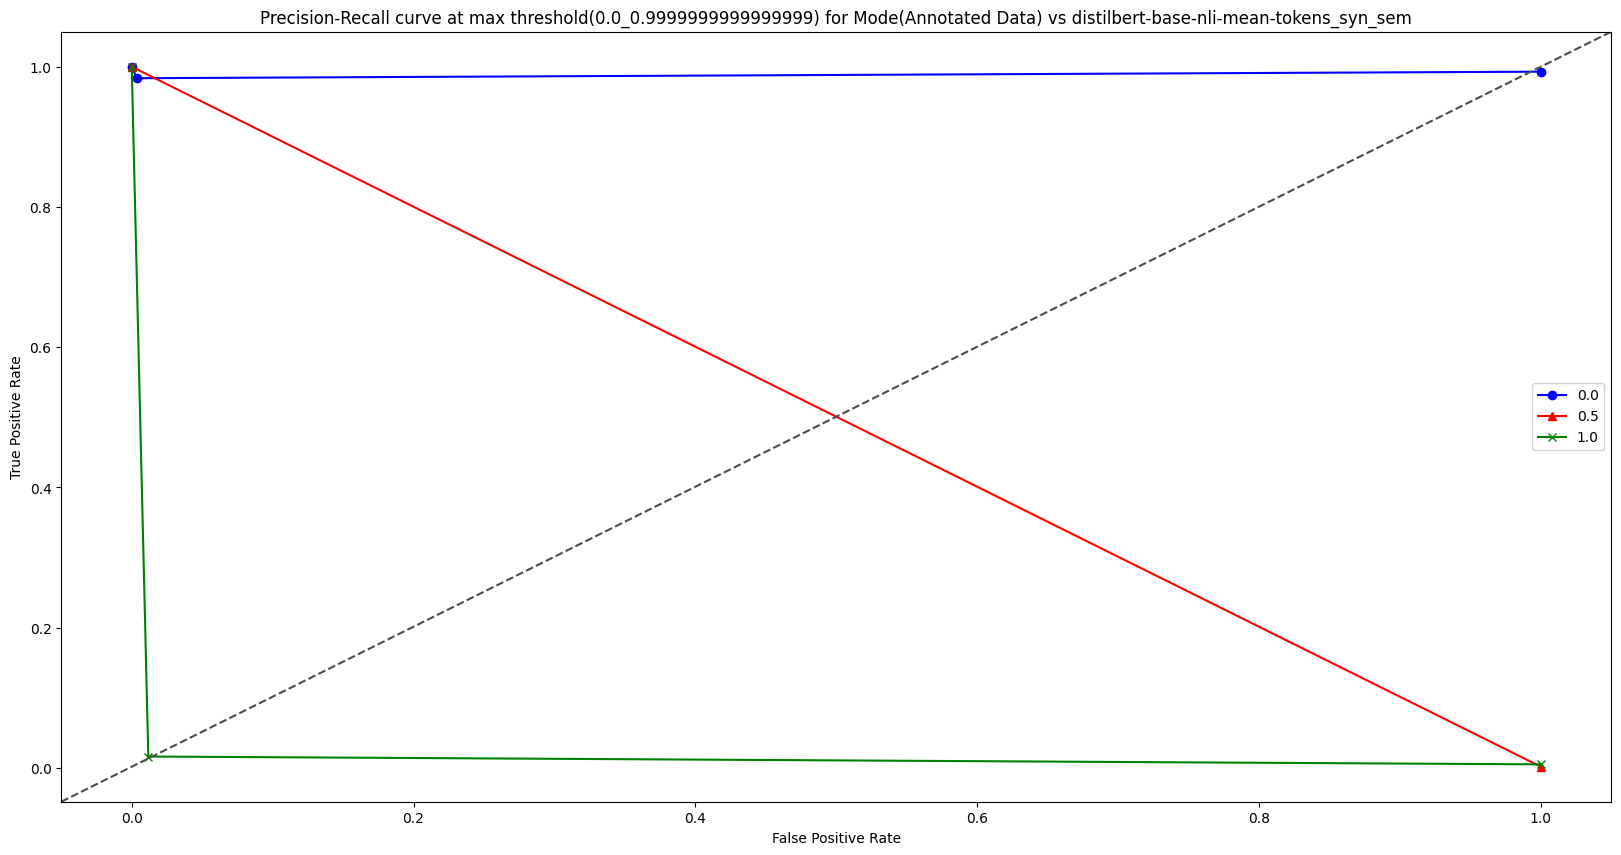 Precision-Recall curve at max threshold(0.0_0.9999999999999999) for Mode(Annotated Data) vs distilbert-base-nli-mean-tokens_syn_sem
1.0
0.8
0.6
0.4
0.2
0.0
True Positive Rate
0.0
0.5
1.0
0.0 0.2 0.4 0.6 0.8 1.0
False Positive Rate